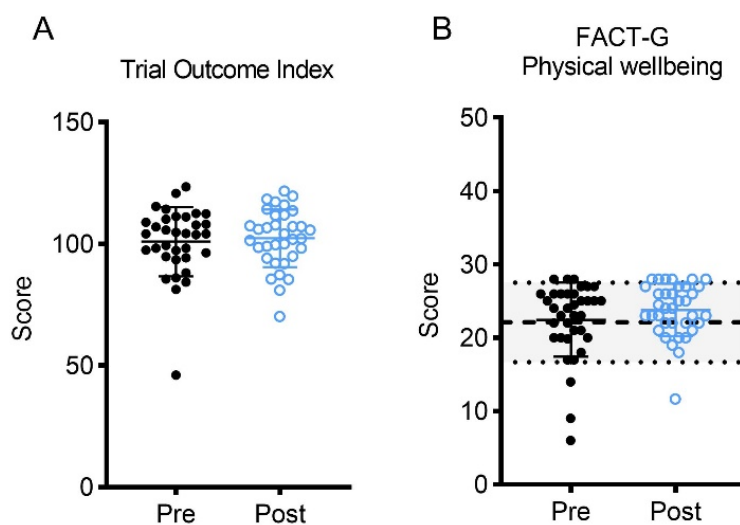 A
Trial Outcome Index
Score
150
100
50
0
Pre
Post
B
FACT-G
Physical wellbeing
Score
50
40
30
20
10
0
Pre
Post